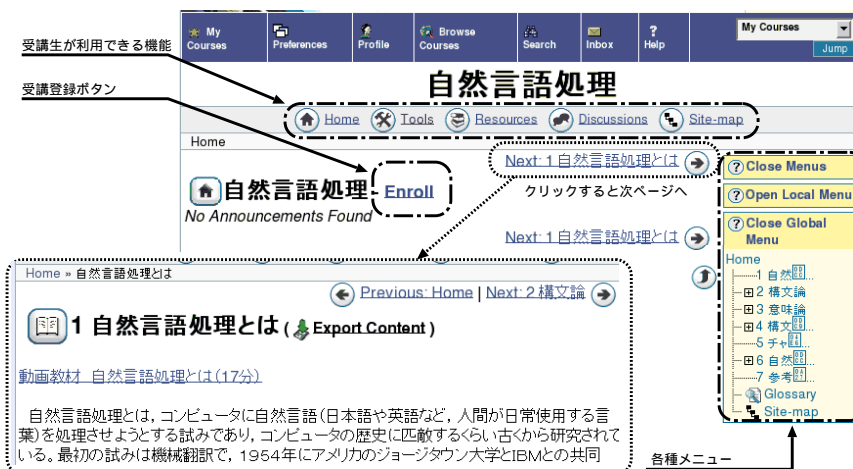 My Courses
Preferences
Profile
Browse Courses
Search
Inbox
Help
My Courses
Jump
受講生が利用できる機能
受講登録ボタン
自然言語処理
Home Tools Resources Discussions Site-map
Home
Next: 1 自然言語処理とは
自然言語処理 - Enroll
クリックすると次ページへ
No Announcements Found
Next: 1 自然言語処理とは
Close Menus
Open Local Menu
Close Global Menu
Home
1 自然...
2 構文論
3 意味論
4 構文...
5 チャ...
6 自然...
7 参考...
Glossary
Site-map
各種メニュー
Home » 自然言語処理とは
Previous: Home | Next: 2 構文論
1 自然言語処理とは ( Export Content )
動画教材 自然言語処理とは(17分)
自然言語処理とは，コンピュータに自然言語(日本語や英語など，人間が日常使用する言
葉)を処理させようとする試みであり，コンピュータの歴史に匹敵するくらい古くから研究されて
いる。最初の試みは機械翻訳で，1954年にアメリカのジョージタウン大学とIBMとの共同